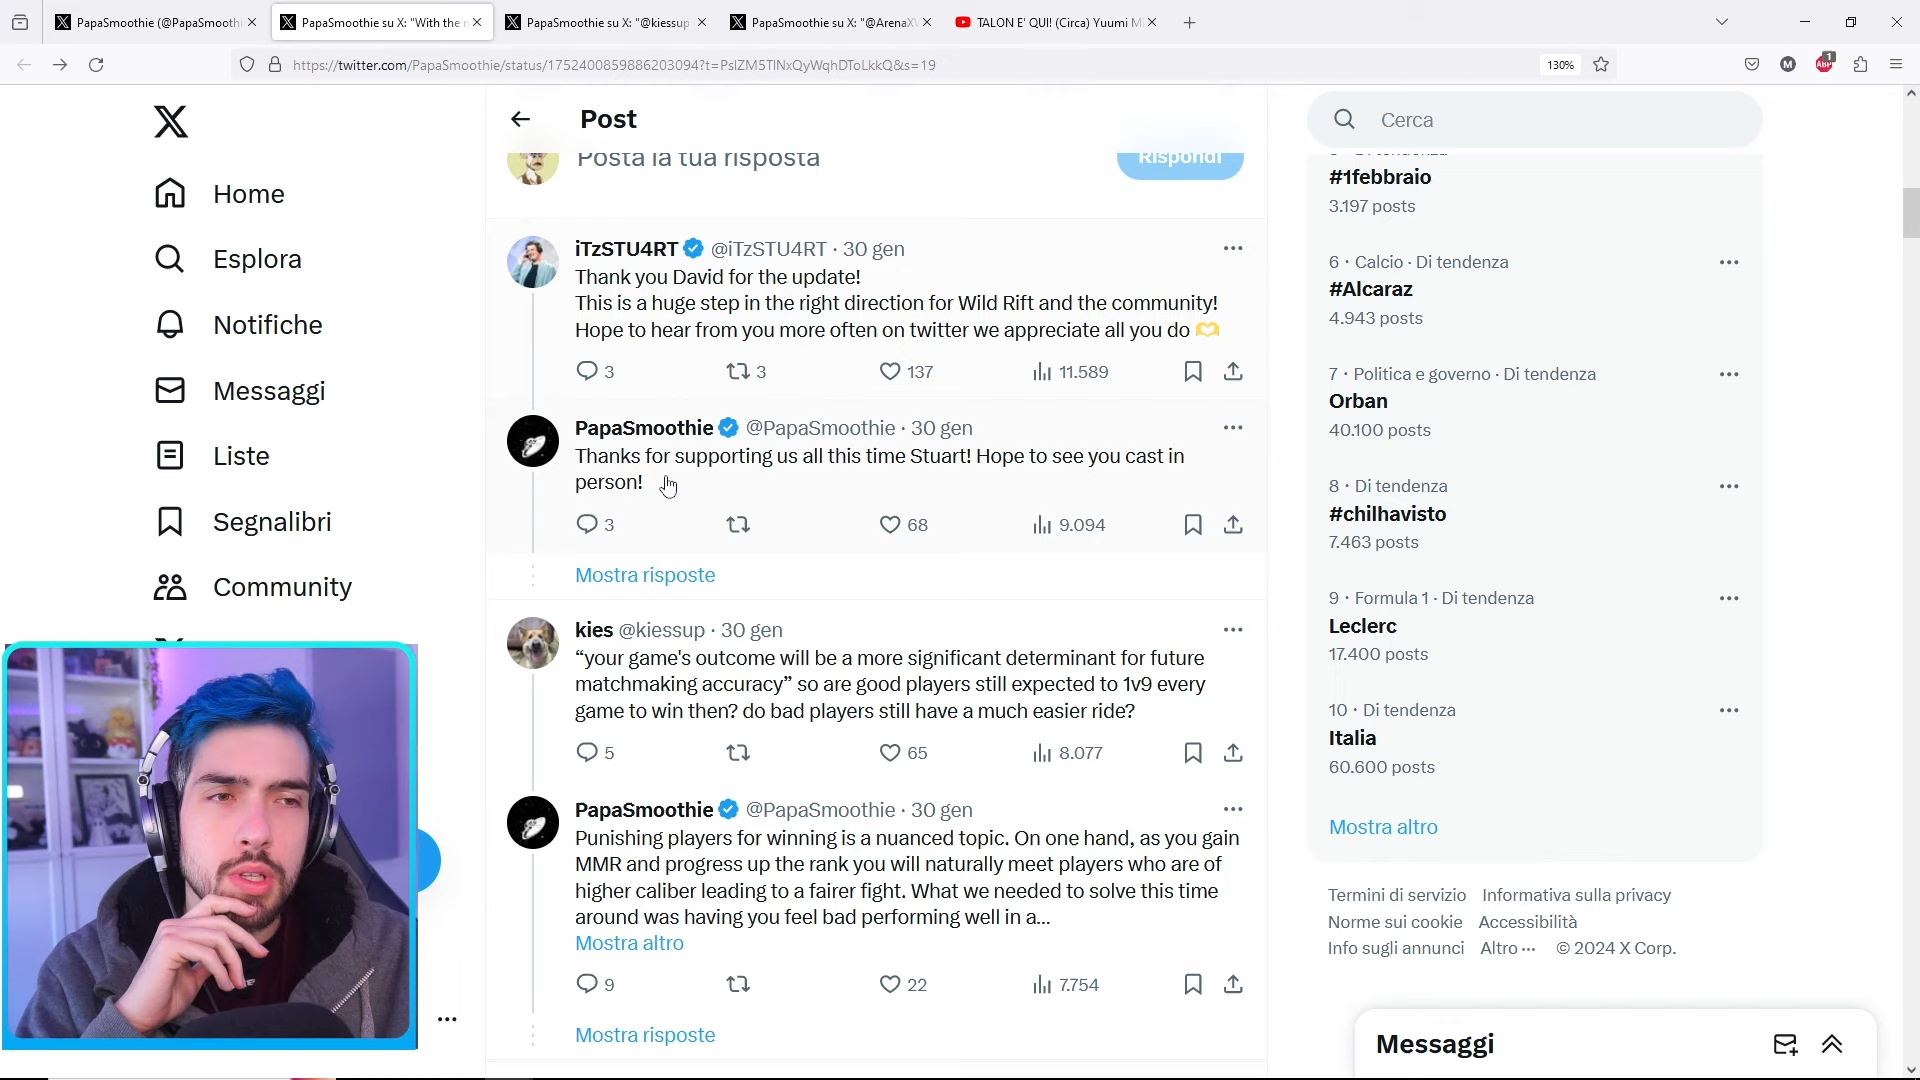 PapaSmoothie (@PapaSmoothi
PapaSmoothie su X: "With the n
PapaSmoothie su X: "@kiessup
PapaSmoothie su X: "@ArenaX
TALON E' QUI! (Circa) Yuumi M
https://twitter.com/PapaSmoothie/status/1752400859886203094?t=PsIZM5TlNxQyWqhDToLkkQ&s=19
130%
M
ABP
1
Home
Esplora
Notifiche
Messaggi
Liste
Segnalibri
Community
Post
Posta la tua risposta
Rispondi
iTzSTU4RT @iTzSTU4RT · 30 gen
Thank you David for the update!
This is a huge step in the right direction for Wild Rift and the community!
Hope to hear from you more often on twitter we appreciate all you do 🫶
3 3 137 11.589
PapaSmoothie @PapaSmoothie · 30 gen
Thanks for supporting us all this time Stuart! Hope to see you cast in
person!
3 68 9.094
Mostra risposte
kies @kiessup · 30 gen
“your game's outcome will be a more significant determinant for future
matchmaking accuracy” so are good players still expected to 1v9 every
game to win then? do bad players still have a much easier ride?
5 65 8.077
PapaSmoothie @PapaSmoothie · 30 gen
Punishing players for winning is a nuanced topic. On one hand, as you gain
MMR and progress up the rank you will naturally meet players who are of
higher caliber leading to a fairer fight. What we needed to solve this time
around was having you feel bad performing well in a...
Mostra altro
9 22 7.754
Mostra risposte
Cerca
#1febbraio
3.197 posts
6 · Calcio · Di tendenza
#Alcaraz
4.943 posts
7 · Politica e governo · Di tendenza
Orban
40.100 posts
8 · Di tendenza
#chilhavisto
7.463 posts
9 · Formula 1 · Di tendenza
Leclerc
17.400 posts
10 · Di tendenza
Italia
60.600 posts
Mostra altro
Termini di servizio Informativa sulla privacy
Norme sui cookie Accessibilità
Info sugli annunci Altro ··· © 2024 X Corp.
Messaggi